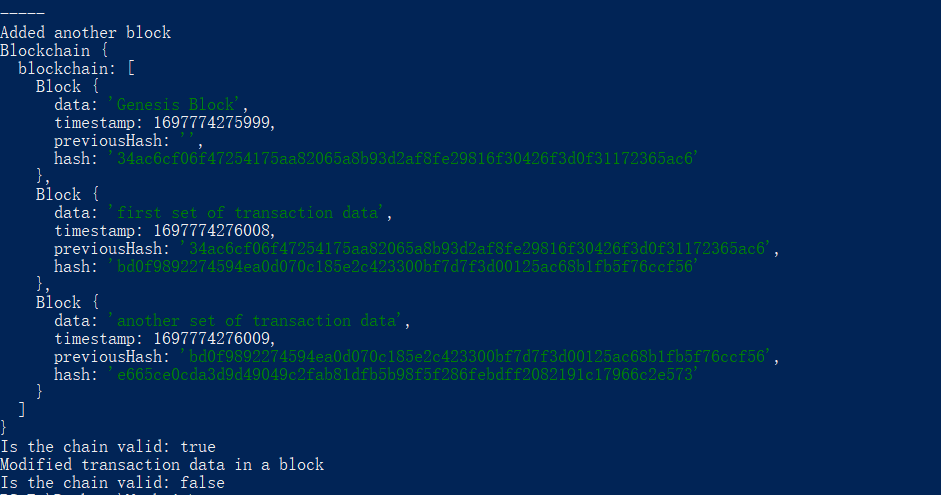 -----
Added another block
Blockchain {
  blockchain: [
    Block {
      data: 'Genesis Block',
      timestamp: 1697774275999,
      previousHash: '',
      hash: '34ac6cf06f47254175aa82065a8b93d2af8fe29816f30426f3d0f31172365ac6'
    },
    Block {
      data: 'first set of transaction data',
      timestamp: 1697774276008,
      previousHash: '34ac6cf06f47254175aa82065a8b93d2af8fe29816f30426f3d0f31172365ac6',
      hash: 'bd0f9892274594ea0d070c185e2c423300bf7d7f3d00125ac68b1fb5f76ccf56'
    },
    Block {
      data: 'another set of transaction data',
      timestamp: 1697774276009,
      previousHash: 'bd0f9892274594ea0d070c185e2c423300bf7d7f3d00125ac68b1fb5f76ccf56',
      hash: 'e665ce0cda3d9d49049c2fab81dfb5b98f5f286febdff2082191c17966c2e573'
    }
  ]
}
Is the chain valid: true
Modified transaction data in a block
Is the chain valid: false